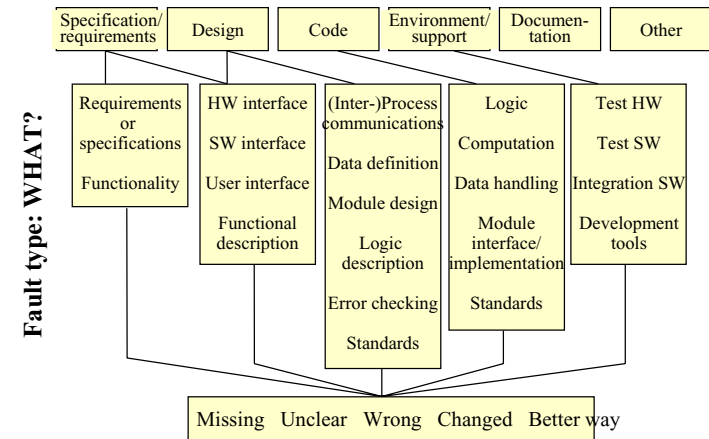 Specification/
requirements
Design
Code
Environment/
support
Documen-
tation
Other
Fault type: WHAT?
Requirements
or
specifications
Functionality
HW interface
SW interface
User interface
Functional
description
(Inter-)Process
communications
Data definition
Module design
Logic
description
Error checking
Standards
Logic
Computation
Data handling
Module
interface/
implementation
Standards
Test HW
Test SW
Integration SW
Development
tools
Missing Unclear Wrong Changed Better way